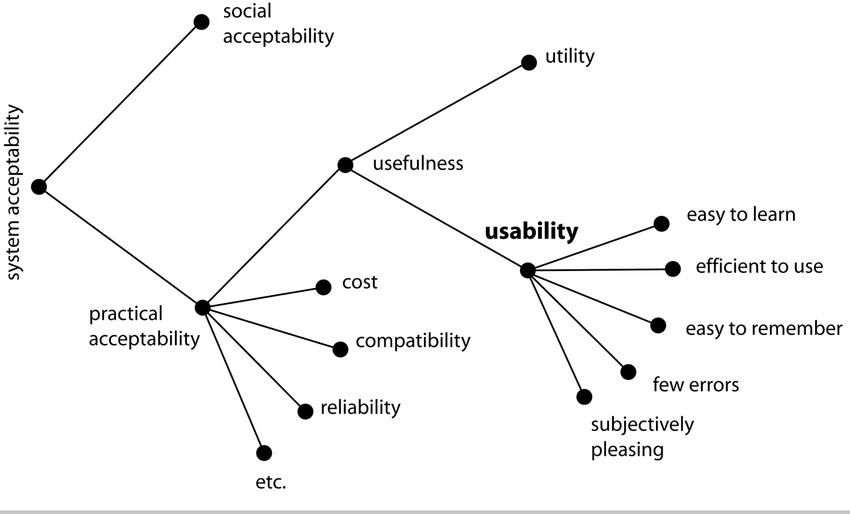 social
acceptability
utility
system acceptability
usefulness
usability
easy to learn
efficient to use
cost
practical
acceptability
compatibility
easy to remember
few errors
reliability
subjectively
pleasing
etc.